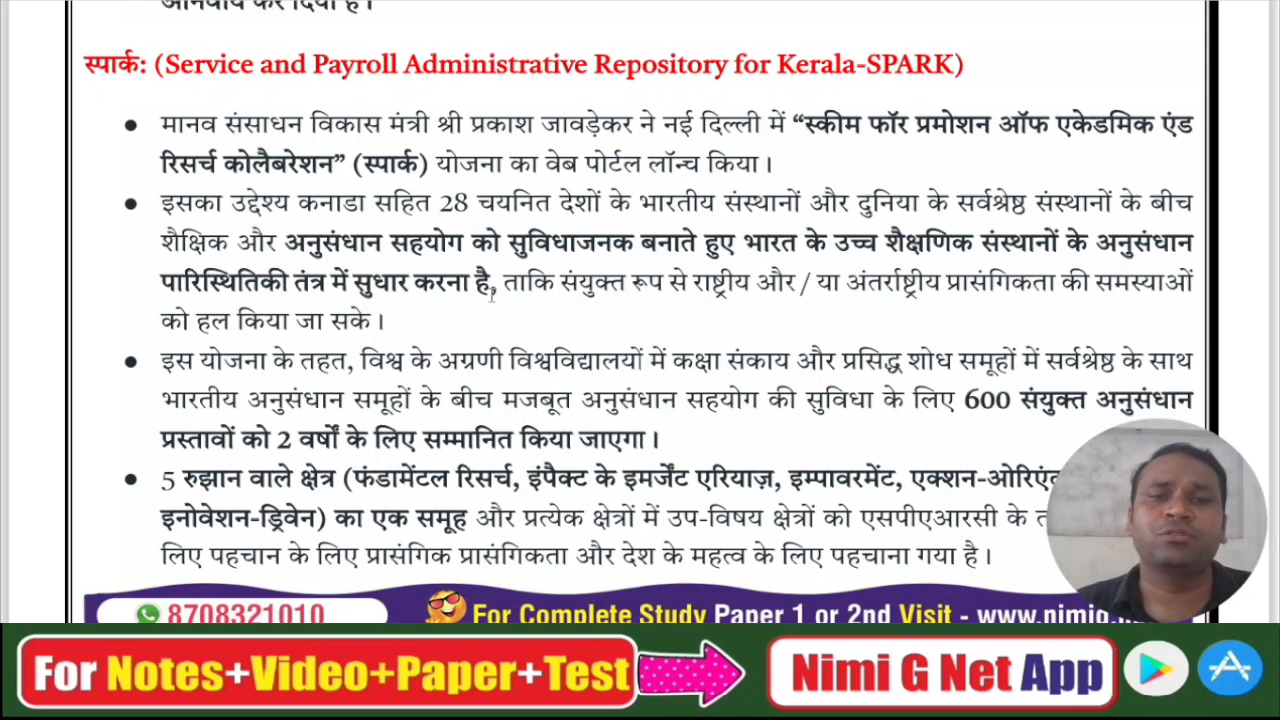 अनिवार्य कर दिया है।
स्पार्क: (Service and Payroll Administrative Repository for Kerala-SPARK)
● मानव संसाधन विकास मंत्री श्री प्रकाश जावड़ेकर ने नई दिल्ली में “स्कीम फॉर प्रमोशन ऑफ एकेडमिक एंड
रिसर्च कोलैबरेशन” (स्पार्क) योजना का वेब पोर्टल लॉन्च किया।
● इसका उद्देश्य कनाडा सहित 28 चयनित देशों के भारतीय संस्थानों और दुनिया के सर्वश्रेष्ठ संस्थानों के बीच
शैक्षिक और अनुसंधान सहयोग को सुविधाजनक बनाते हुए भारत के उच्च शैक्षणिक संस्थानों के अनुसंधान
पारिस्थितिकी तंत्र में सुधार करना है, ताकि संयुक्त रूप से राष्ट्रीय और / या अंतर्राष्ट्रीय प्रासंगिकता की समस्याओं
को हल किया जा सके।
● इस योजना के तहत, विश्व के अग्रणी विश्वविद्यालयों में कक्षा संकाय और प्रसिद्ध शोध समूहों में सर्वश्रेष्ठ के साथ
भारतीय अनुसंधान समूहों के बीच मजबूत अनुसंधान सहयोग की सुविधा के लिए 600 संयुक्त अनुसंधान
प्रस्तावों को 2 वर्षों के लिए सम्मानित किया जाएगा।
● 5 रुझान वाले क्षेत्र (फंडामेंटल रिसर्च, इंपैक्ट के इमर्जेंट एरियाज़, इम्पावरमेंट, एक्शन-ओरिएं
इनोवेशन-ड्रिवेन) का एक समूह और प्रत्येक क्षेत्रों में उप-विषय क्षेत्रों को एसपीएआरसी के
लिए पहचान के लिए प्रासंगिक प्रासंगिकता और देश के महत्व के लिए पहचाना गया है।
8708321010 For Complete Study Paper 1 or 2nd Visit - www.nimig
For Notes+Video+Paper+Test Nimi G Net App